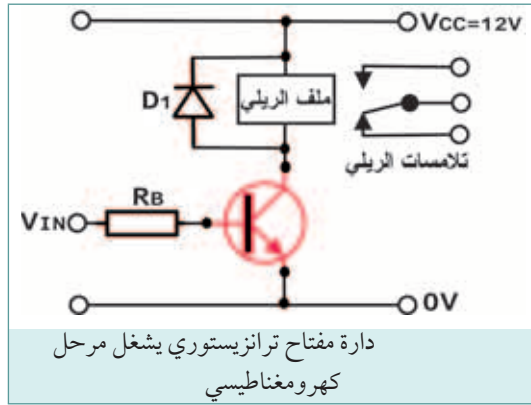 VCC=12V
D1
ملف الريلي
تلامسات الريلي
RB
VIN
0V
دارة مفتاح ترانزيستوري يشغل مرحل
كهرومغناطيسي